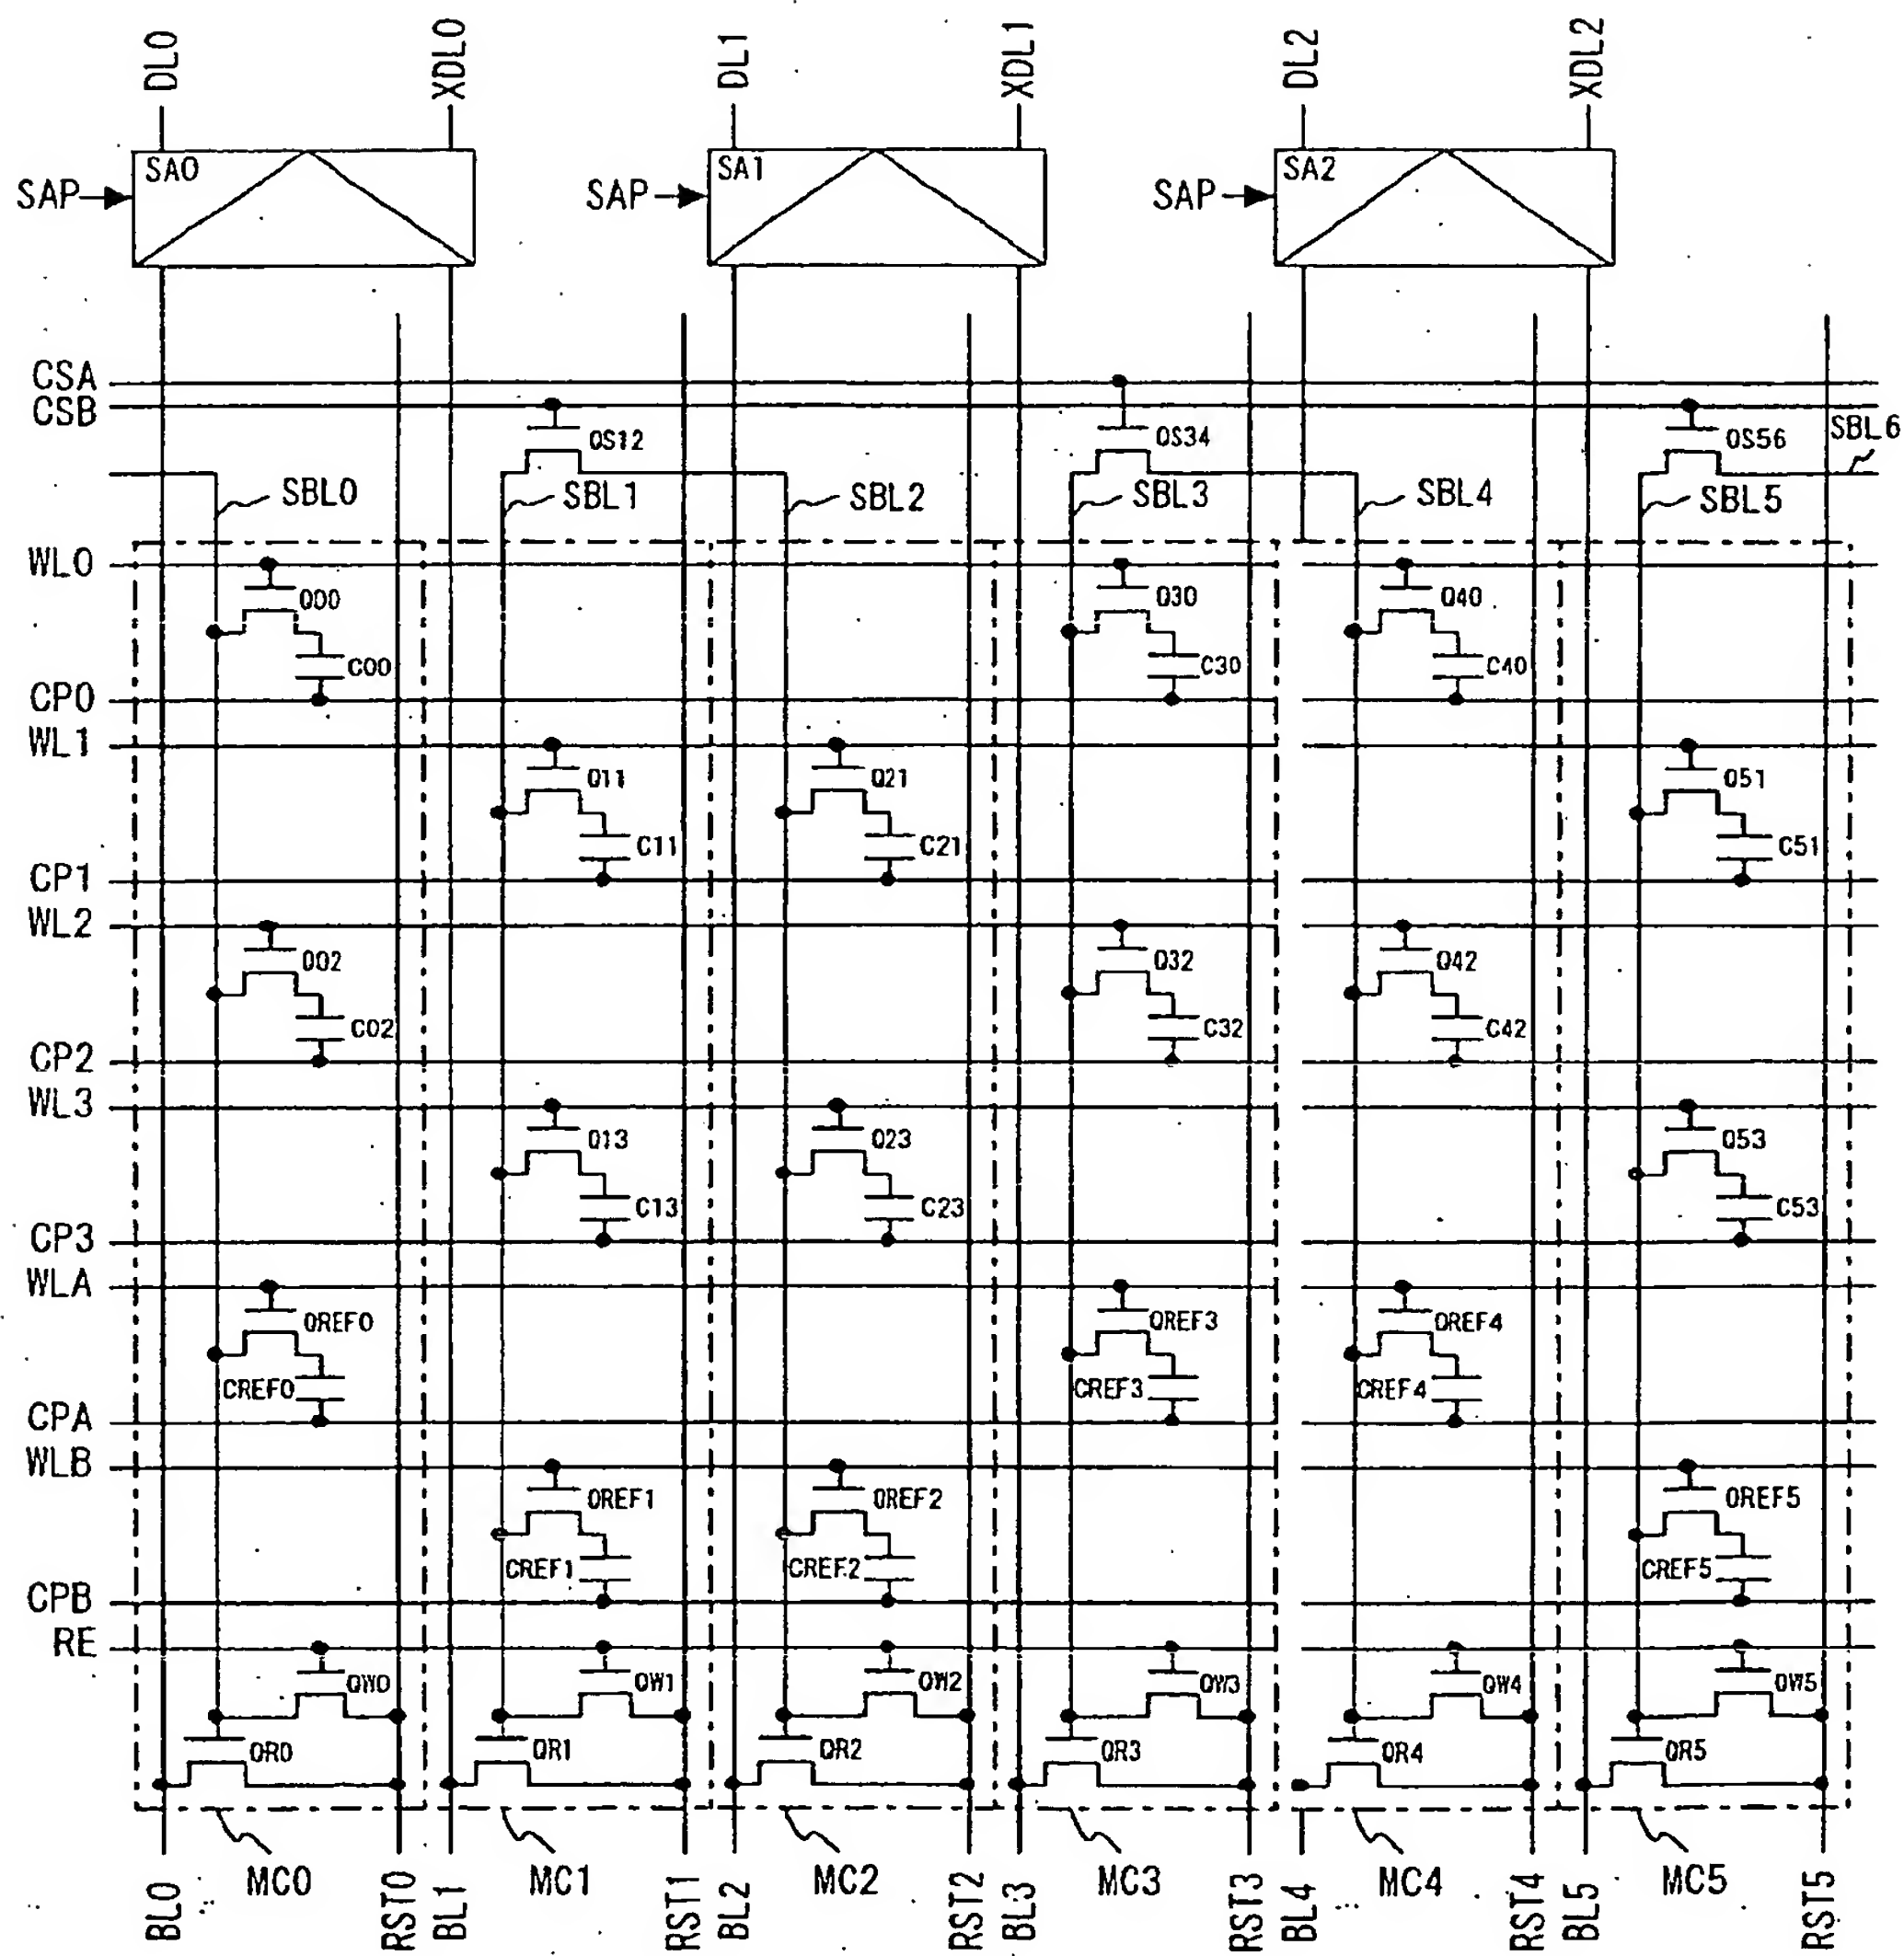 DL0 XDL0 DL1 XDL1 DL2 XDL2
SA0 SA1 SA2
SAP SAP SAP
CSA
CSB
QS12 QS34 QS56 SBL6
SBL0 SBL1 SBL2 SBL3 SBL4 SBL5
WL0
Q00 Q30 Q40
C00 C30 C40
CP0
WL1
Q11 Q21 Q51
C11 C21 C51
CP1
WL2
Q02 Q32 Q42
C02 C32 C42
CP2
WL3
Q13 Q23 Q53
C13 C23 C53
CP3
WLA
QREF0 QREF3 QREF4
CREF0 CREF3 CREF4
CPA
WLB
QREF1 QREF2 QREF5
CREF1 CREF2 CREF5
CPB
RE
QW0 QW1 QW2 QW3 QW4 QW5
QR0 QR1 QR2 QR3 QR4 QR5
MC0 MC1 MC2 MC3 MC4 MC5
BL0 RST0 BL1 RST1 BL2 RST2 BL3 RST3 BL4 RST4 BL5 RST5